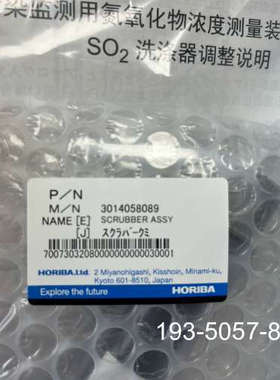 染监测用氮氧化物浓度测量装
SO2 洗涤器调整说明
P/N
M/N 3014058089
NAME [E] SCRUBBER ASSY
[J] スクラバークミ
HORIBA,Ltd. 2 Miyanohigashi, Kisshoin, Minami-ku,
Kyoto 601-8510, Japan
Explore the future HORIBA
193-5057-8